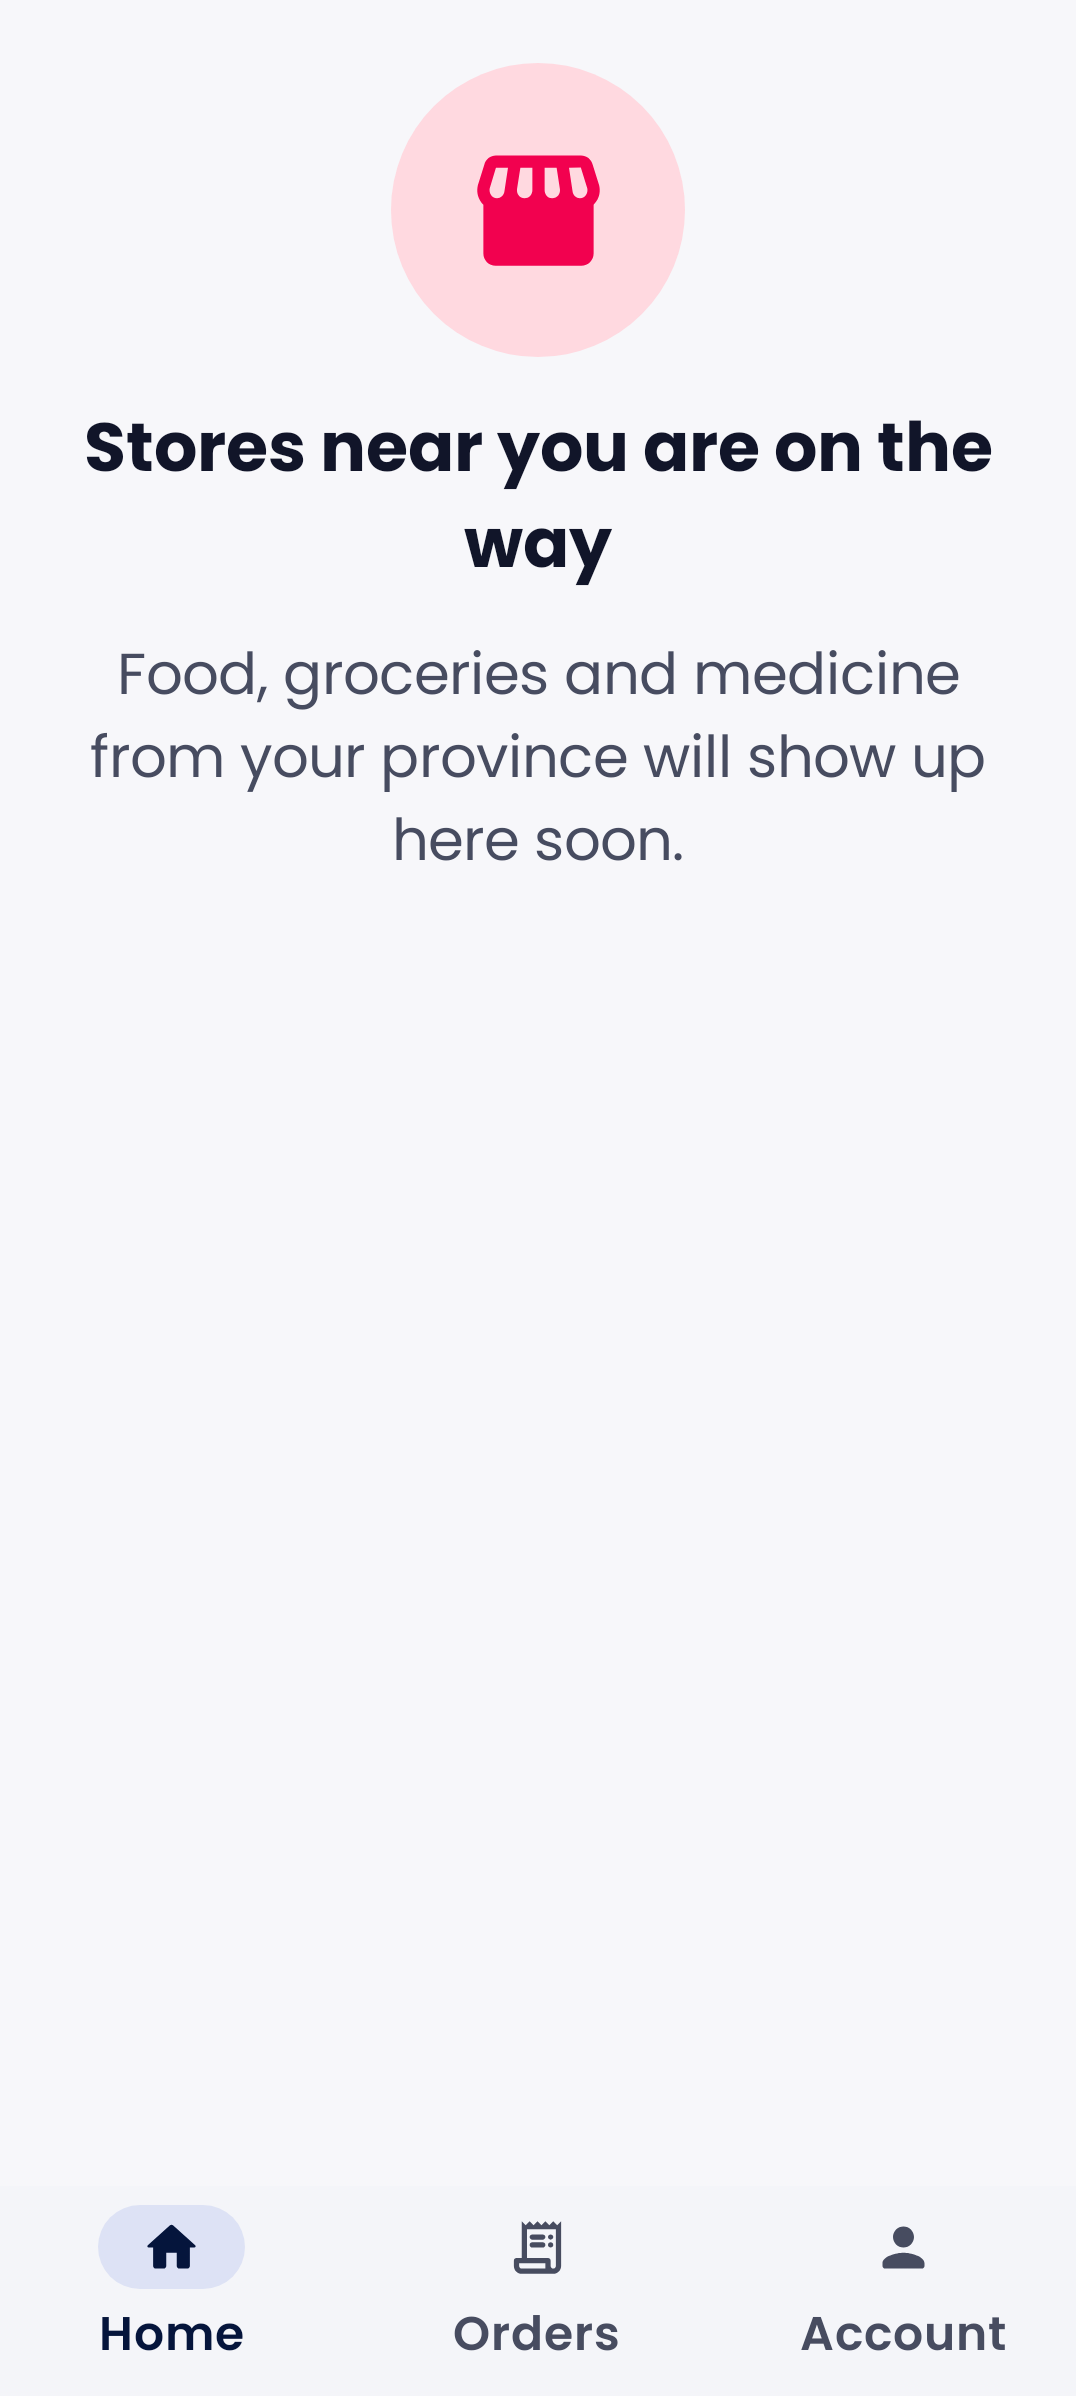 Stores near you are on the
way
Food, groceries and medicine
from your province will show up
here soon.
Home
Orders
Account